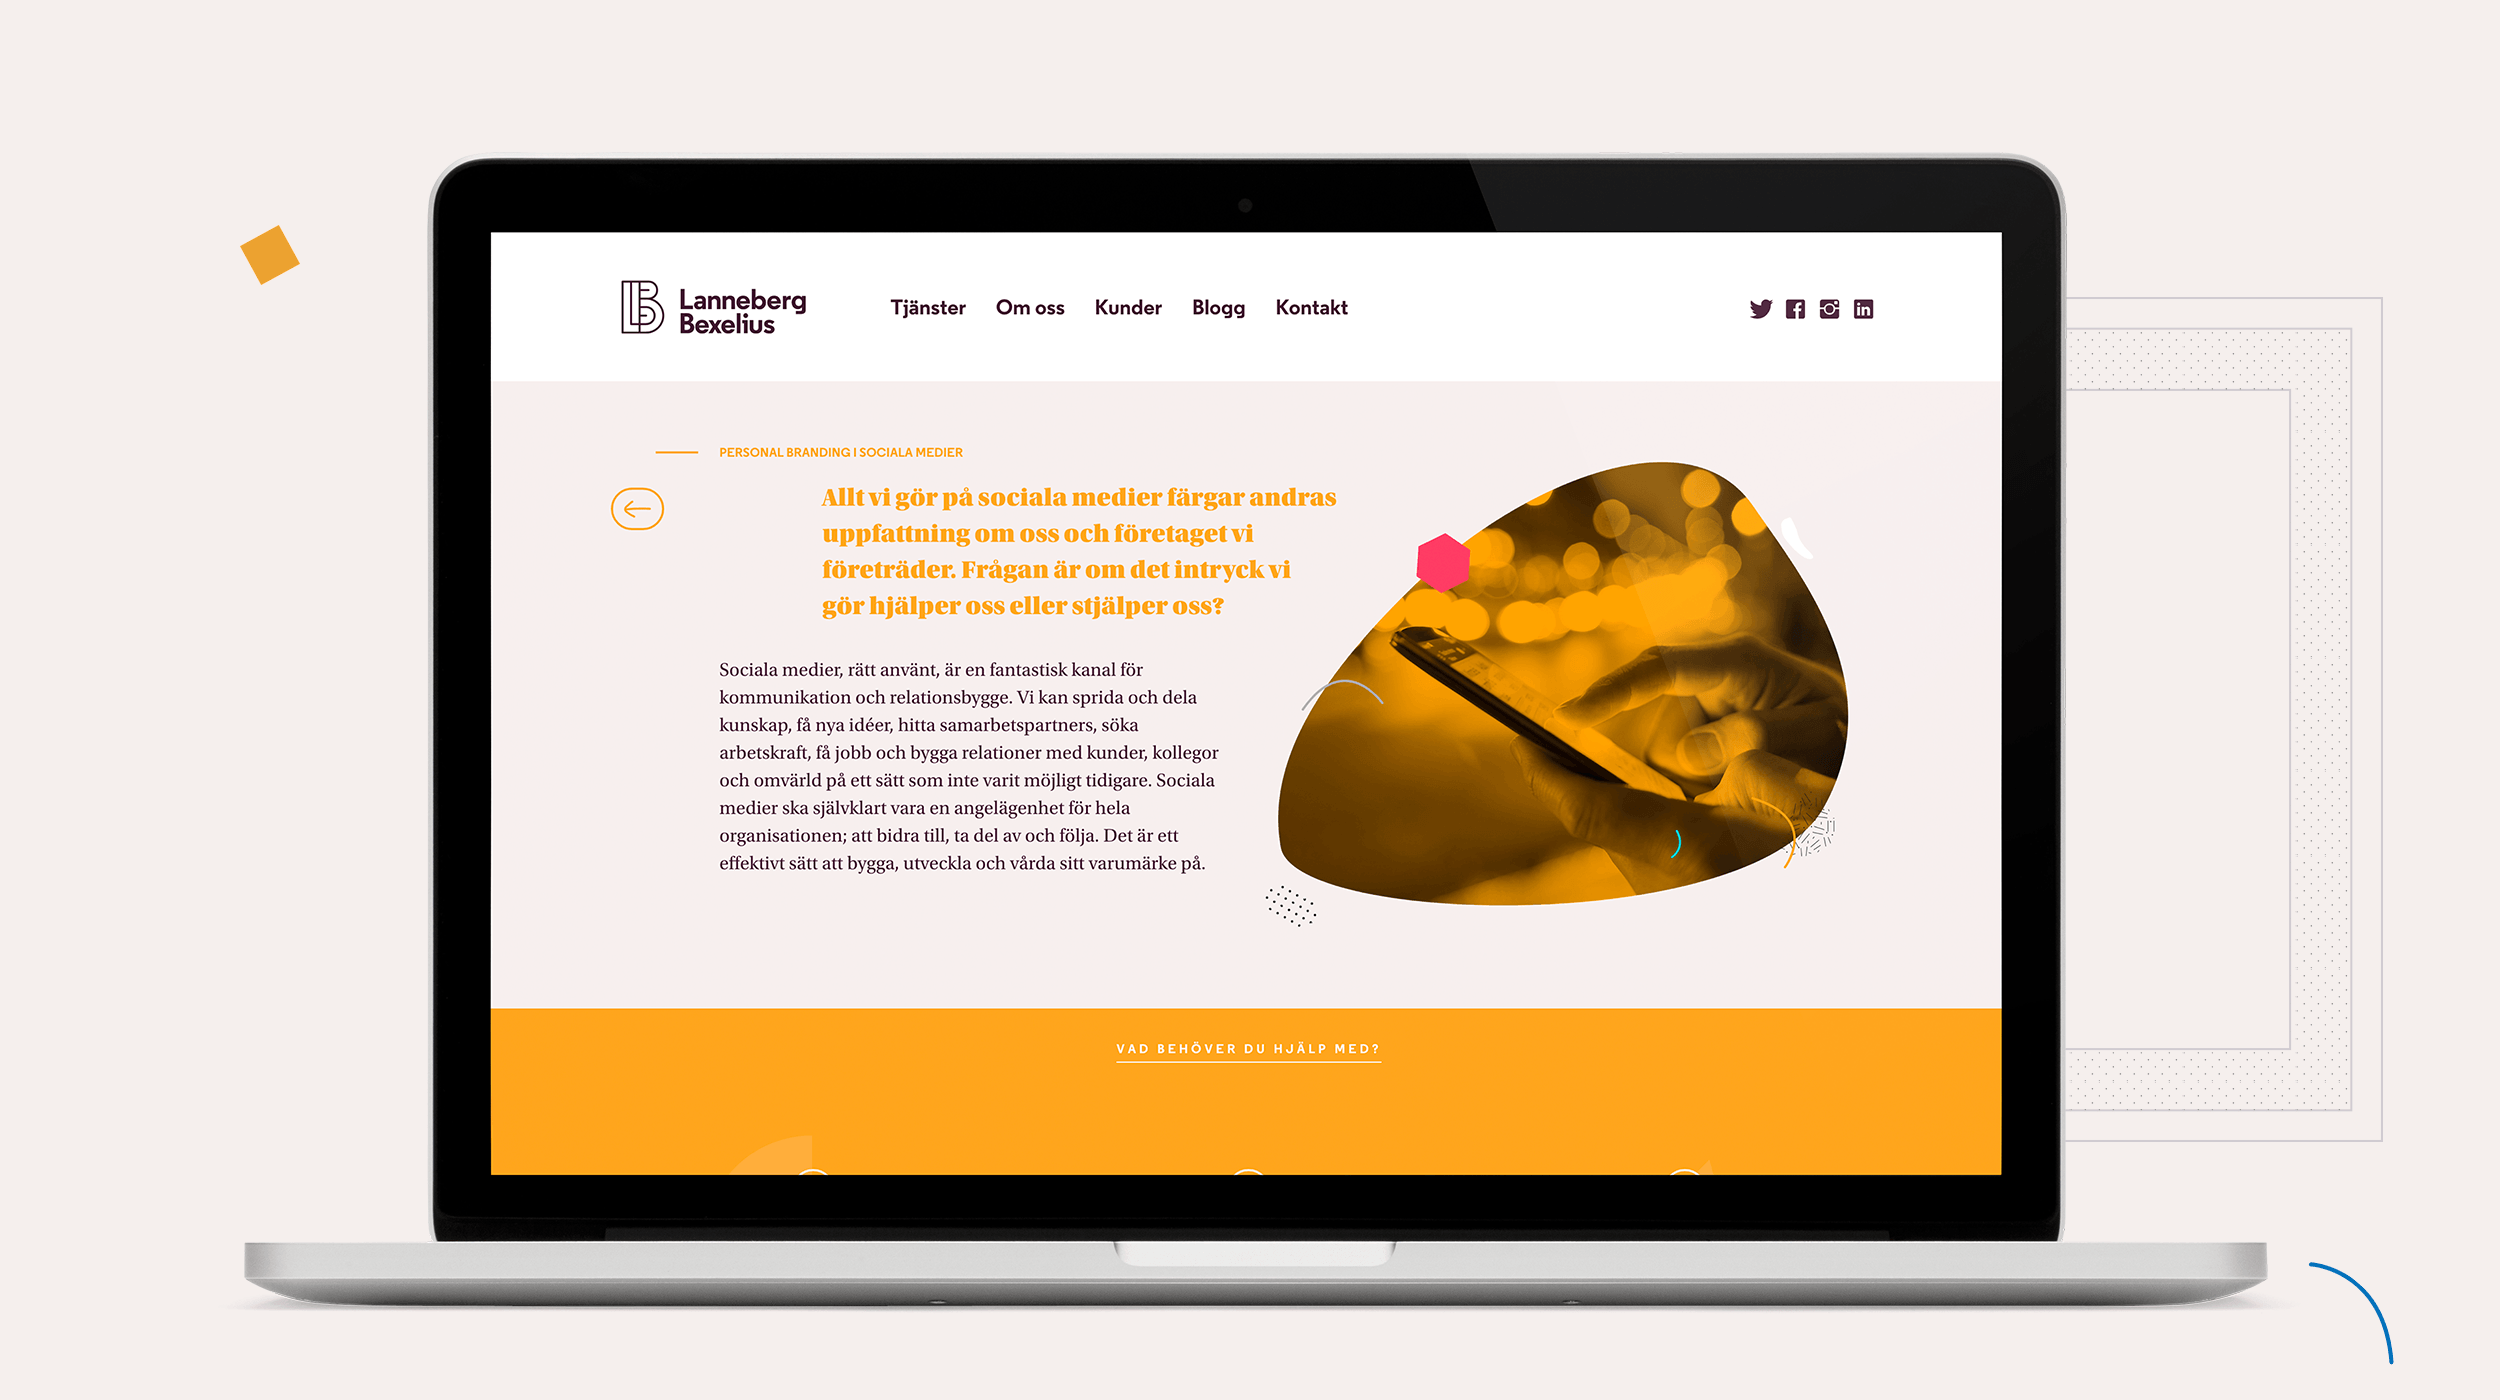 Lanneberg
Bexelius
Tjänster Om oss Kunder Blogg Kontakt
PERSONAL BRANDING I SOCIALA MEDIER
Allt vi gör på sociala medier färgar andras
uppfattning om oss och företaget vi
företräder. Frågan är om det intryck vi
gör hjälper oss eller stjälper oss?
Sociala medier, rätt använt, är en fantastisk kanal för
kommunikation och relationsbygge. Vi kan sprida och dela
kunskap, få nya idéer, hitta samarbetspartners, söka
arbetskraft, få jobb och bygga relationer med kunder, kollegor
och omvärld på ett sätt som inte varit möjligt tidigare. Sociala
medier ska självklart vara en angelägenhet för hela
organisationen; att bidra till, ta del av och följa. Det är ett
effektivt sätt att bygga, utveckla och vårda sitt varumärke på.
VAD BEHÖVER DU HJÄLP MED?